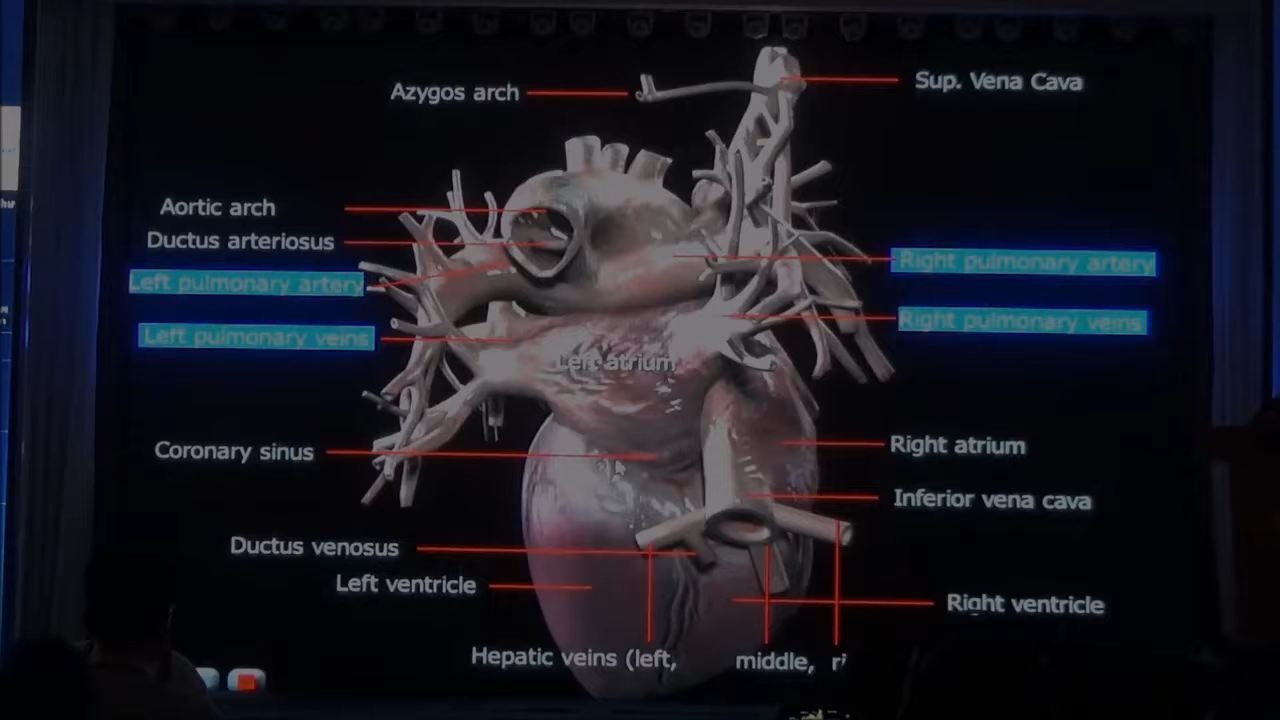 Azygos arch
Sup. Vena Cava
Aortic arch
Ductus arteriosus
Left pulmonary artery
Right pulmonary artery
Left pulmonary veins
Right pulmonary veins
Left atrium
Coronary sinus
Right atrium
Inferior vena cava
Ductus venosus
Left ventricle
Right ventricle
Hepatic veins (left, middle, ri